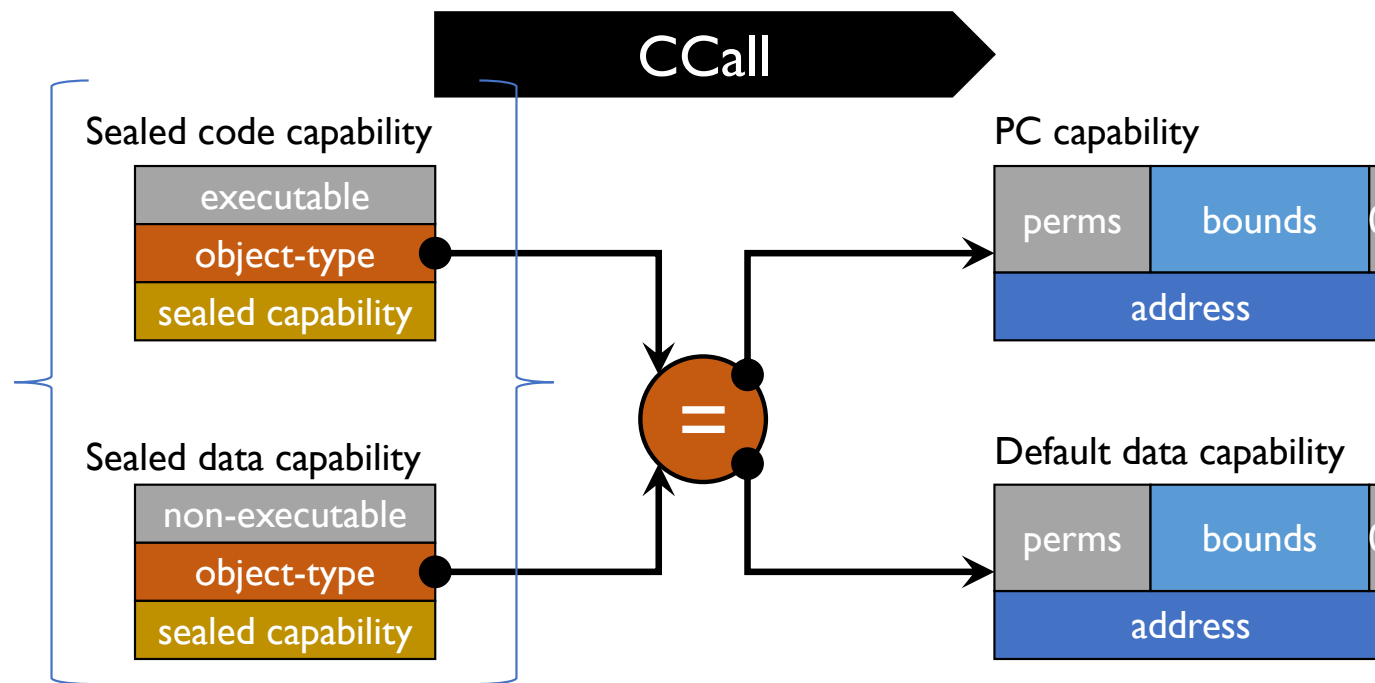 CCall
Sealed code capability
executable
object-type
sealed capability
PC capability
perms
bounds
address
=
Sealed data capability
non-executable
object-type
sealed capability
Default data capability
perms
bounds
address